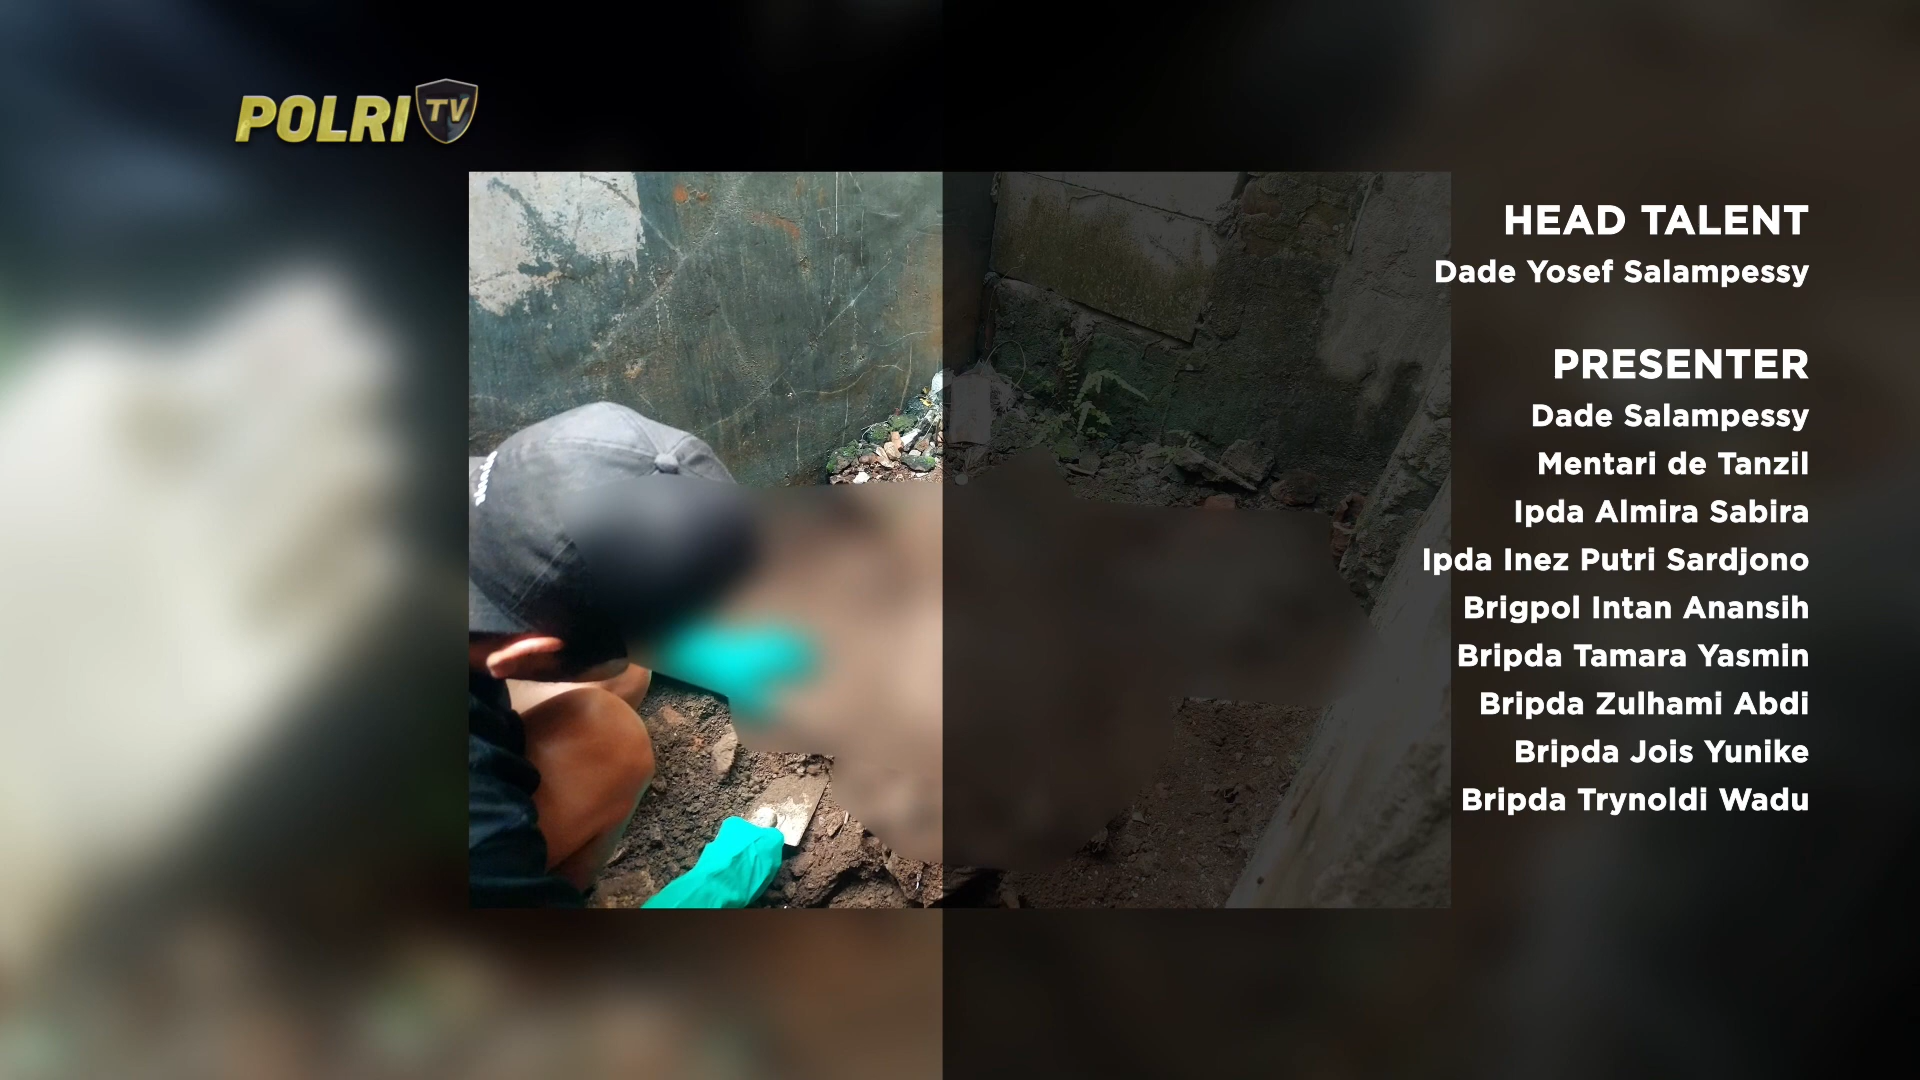 POLRI TV
HEAD TALENT
Dade Yosef Salampessy
PRESENTER
Dade Salampessy
Mentari de Tanzil
Ipda Almira Sabira
Ipda Inez Putri Sardjono
Brigpol Intan Anansih
Bripda Tamara Yasmin
Bripda Zulhami Abdi
Bripda Jois Yunike
Bripda Trynoldi Wadu